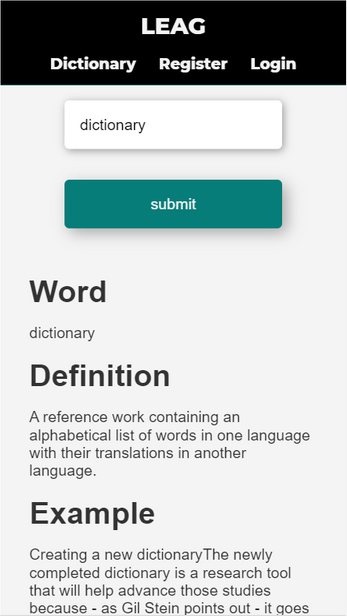 LEAG
Dictionary Register Login
dictionary
submit
Word
dictionary
Definition
A reference work containing an
alphabetical list of words in one language
with their translations in another
language.
Example
Creating a new dictionaryThe newly
completed dictionary is a research tool
that will help advance those studies
because - as Gil Stein points out - it goes